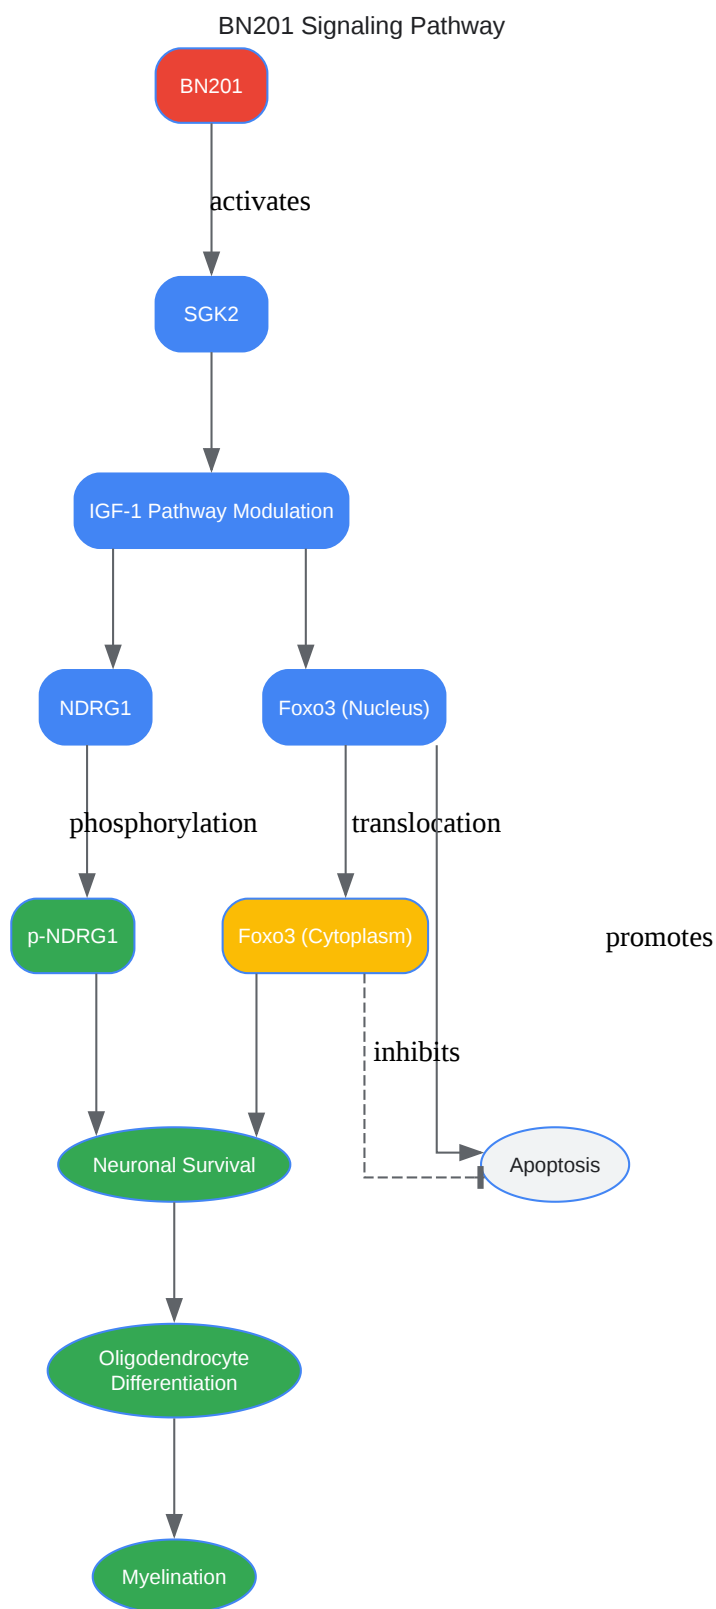 BN201 Signaling Pathway
BN201
activates
SGK2
IGF-1 Pathway Modulation
NDRG1
Foxo3 (Nucleus)
phosphorylation
translocation
p-NDRG1
Foxo3 (Cytoplasm)
promotes
inhibits
Neuronal Survival
Apoptosis
Oligodendrocyte
Differentiation
Myelination